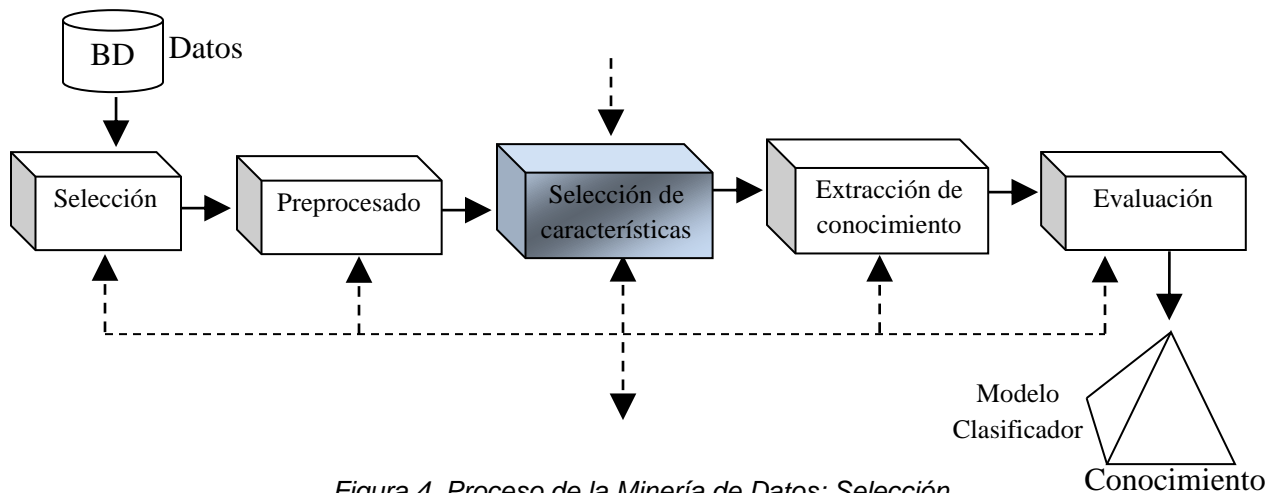 BD
Datos
Selección
Preprocesado
Selección de
características
Extracción de
conocimiento
Evaluación
Modelo
Clasificador
Conocimiento
Figura 4. Proceso de la Minería de Datos: Selección